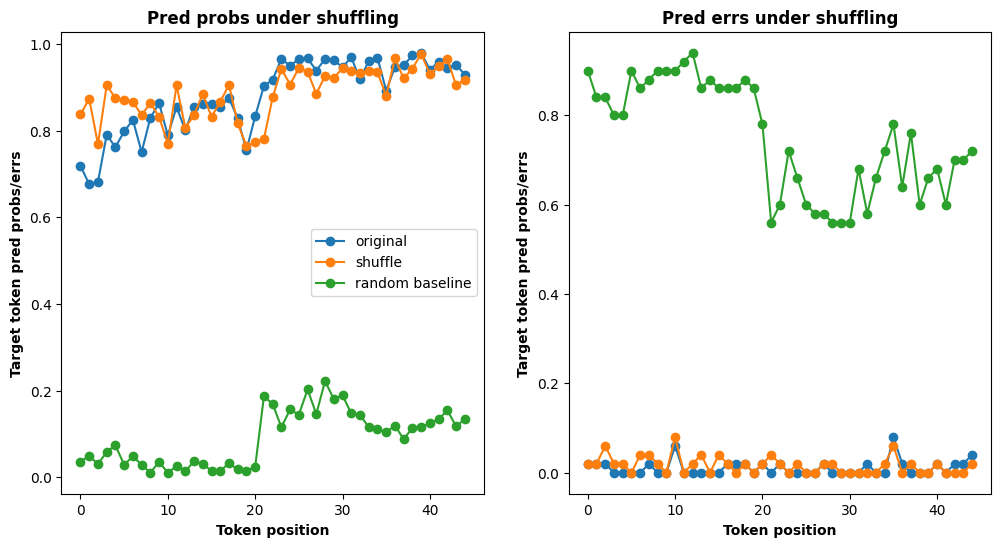 Pred probs under shuffling
Target token pred probs/errs
1.0
0.8
0.6
0.4
0.2
0.0
original
shuffle
random baseline
0 10 20 30 40
Token position
Pred errs under shuffling
Target token pred probs/errs
0.8
0.6
0.4
0.2
0.0
0 10 20 30 40
Token position